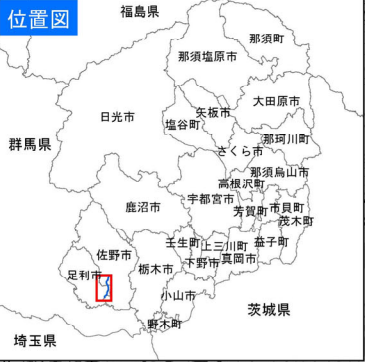 位置図
福島県
那須町
那須塩原市
日光市
大田原市
矢板市
塩谷町
那珂川町
さくら市
群馬県
那須烏山市
高根沢町
宇都宮市
鹿沼市
芳賀町
市貝町
茂木町
壬生町
上三川町
益子町
佐野市
下野市
真岡市
足利市
栃木市
小山市
茨城県
野木町
埼玉県